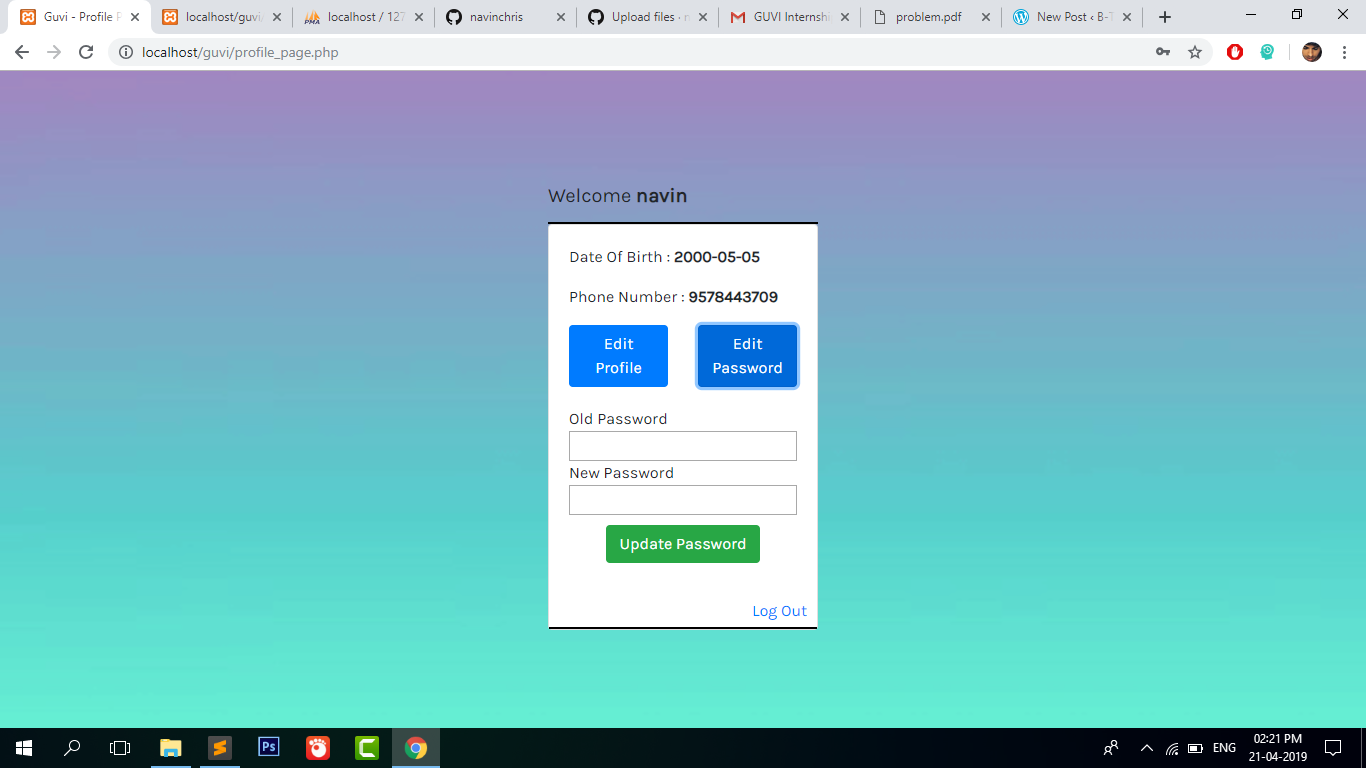 Guvi - Profile P
localhost/guvi
localhost / 127
navinchris
Upload files · n
GUVI Internsh
problem.pdf
New Post ‹ B-T
localhost/guvi/profile_page.php
Welcome navin
Date Of Birth : 2000-05-05
Phone Number : 9578443709
Edit
Profile
Edit
Password
Old Password
New Password
Update Password
Log Out
Ps
ENG
02:21 PM
21-04-2019